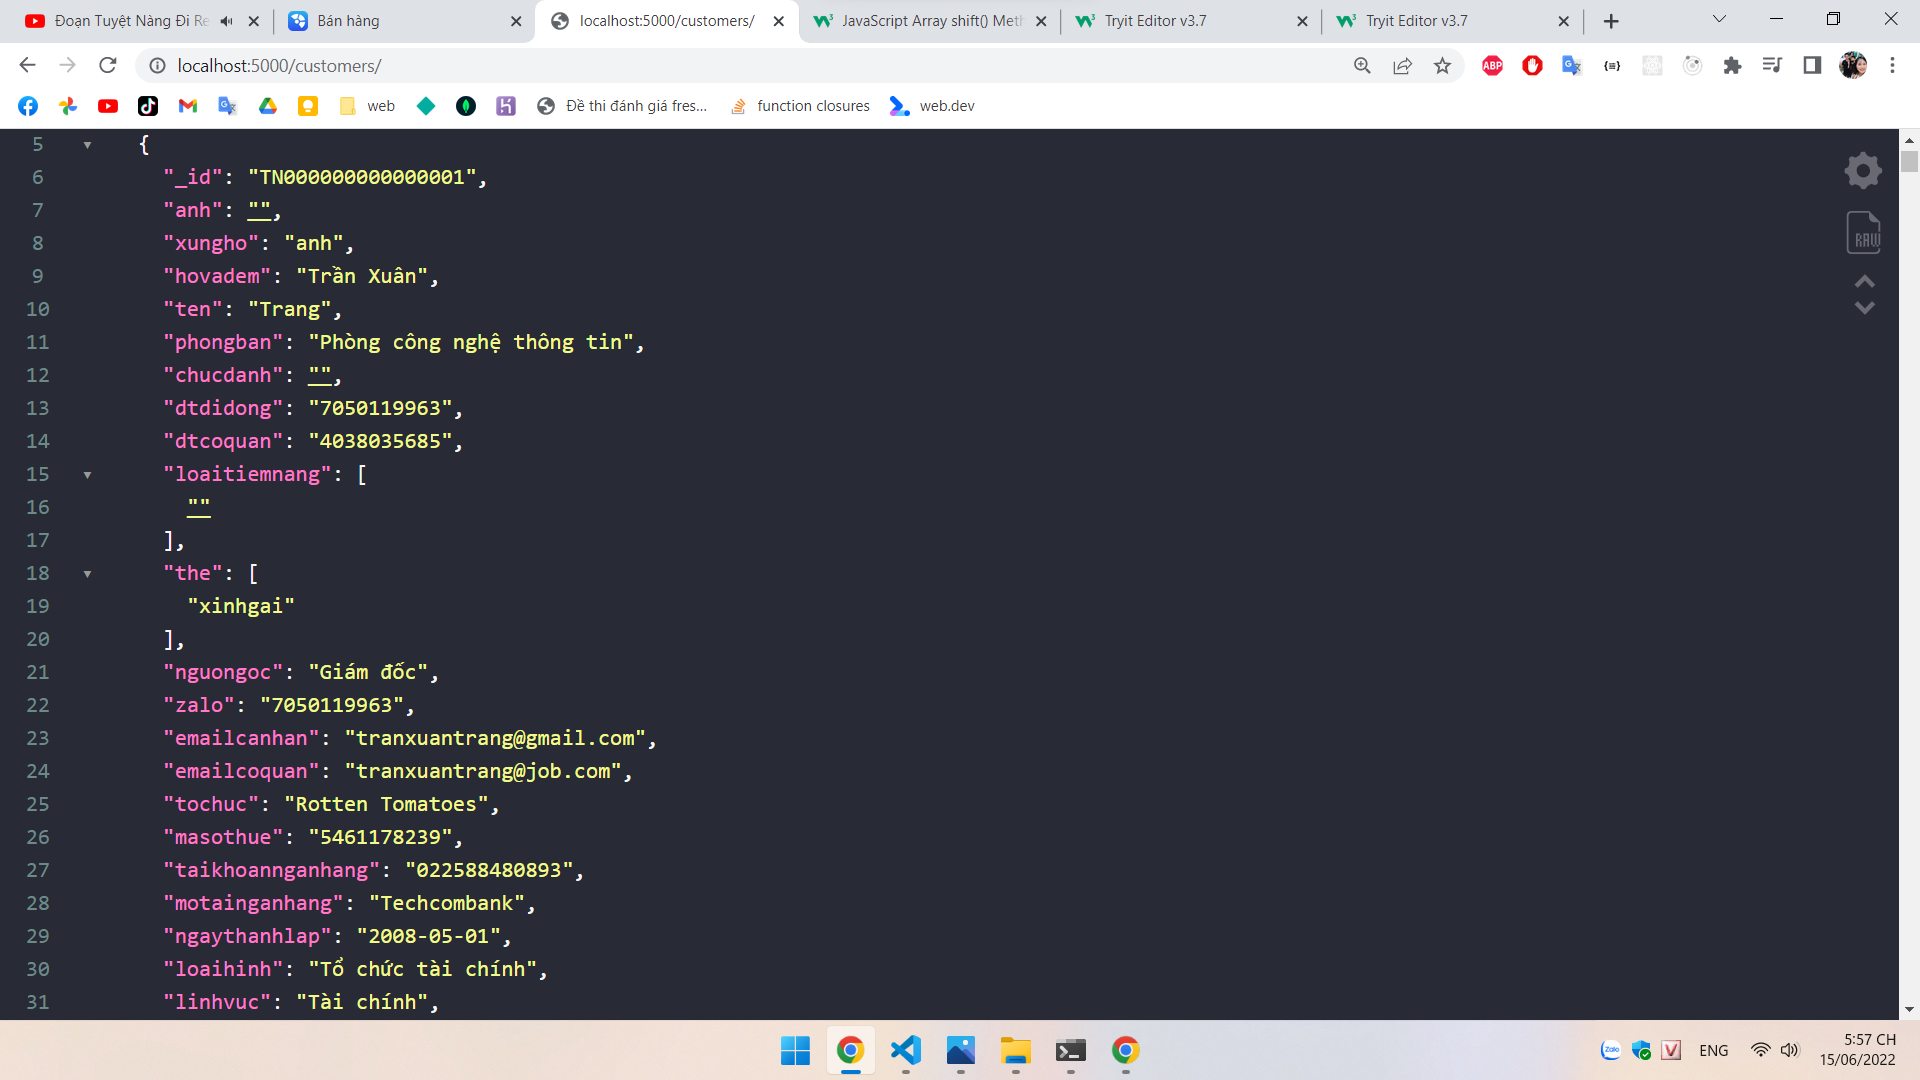 Đoạn Tuyệt Nàng Đi Re
Bán hàng
localhost:5000/customers/
JavaScript Array shift() Meth
Tryit Editor v3.7
Tryit Editor v3.7
localhost:5000/customers/
web
Đề thi đánh giá fres...
function closures
web.dev
5 {
6 "_id": "TN000000000000001",
7 "anh": "",
8 "xungho": "anh",
9 "hovadem": "Trần Xuân",
10 "ten": "Trang",
11 "phongban": "Phòng công nghệ thông tin",
12 "chucdanh": "",
13 "dtdidong": "7050119963",
14 "dtcoquan": "4038035685",
15 "loaitiemnang": [
16 ""
17 ],
18 "the": [
19 "xinhgai"
20 ],
21 "nguongoc": "Giám đốc",
22 "zalo": "7050119963",
23 "emailcanhan": "tranxuantrang@gmail.com",
24 "emailcoquan": "tranxuantrang@job.com",
25 "tochuc": "Rotten Tomatoes",
26 "masothue": "5461178239",
27 "taikhoannganhang": "022588480893",
28 "motainganhang": "Techcombank",
29 "ngaythanhlap": "2008-05-01",
30 "loaihinh": "Tổ chức tài chính",
31 "linhvuc": "Tài chính",
ABP
RAW
Zalo
V
ENG
5:57 CH
15/06/2022